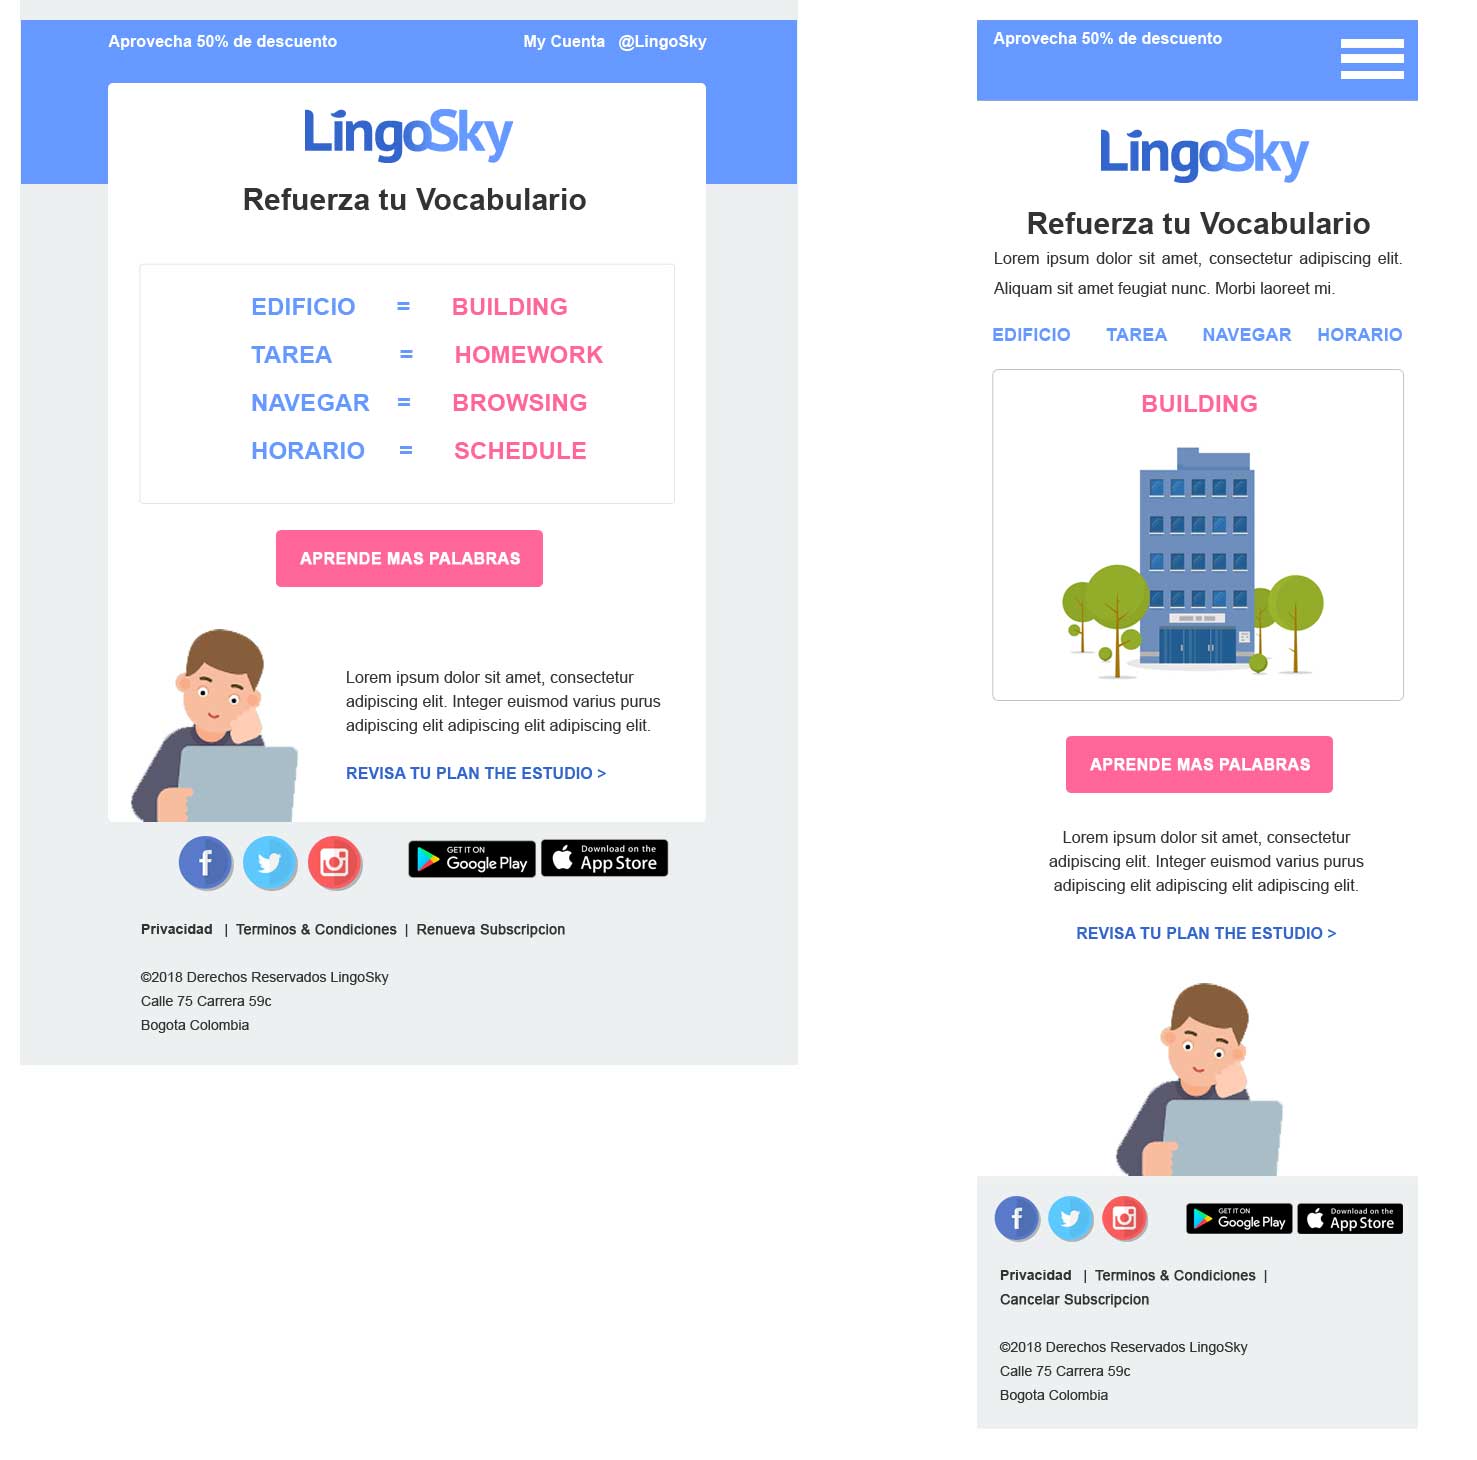 Aprovecha 50% de descuento
My Cuenta @LingoSky
LingoSky
Refuerza tu Vocabulario
EDIFICIO = BUILDING
TAREA = HOMEWORK
NAVEGAR = BROWSING
HORARIO = SCHEDULE
APRENDE MAS PALABRAS
Lorem ipsum dolor sit amet, consectetur
adipiscing elit. Integer euismod varius purus
adipiscing elit adipiscing elit adipiscing elit.
REVISA TU PLAN THE ESTUDIO >
f
GET IT ON
Google Play
Download on the
App Store
Privacidad | Terminos & Condiciones | Renueva Subscripcion
©2018 Derechos Reservados LingoSky
Calle 75 Carrera 59c
Bogota Colombia
Aprovecha 50% de descuento
LingoSky
Refuerza tu Vocabulario
Lorem ipsum dolor sit amet, consectetur adipiscing elit.
Aliquam sit amet feugiat nunc. Morbi laoreet mi.
EDIFICIO TAREA NAVEGAR HORARIO
BUILDING
APRENDE MAS PALABRAS
Lorem ipsum dolor sit amet, consectetur
adipiscing elit. Integer euismod varius purus
adipiscing elit adipiscing elit adipiscing elit.
REVISA TU PLAN THE ESTUDIO >
f
GET IT ON
Google Play
Download on the
App Store
Privacidad | Terminos & Condiciones |
Cancelar Subscripcion
©2018 Derechos Reservados LingoSky
Calle 75 Carrera 59c
Bogota Colombia